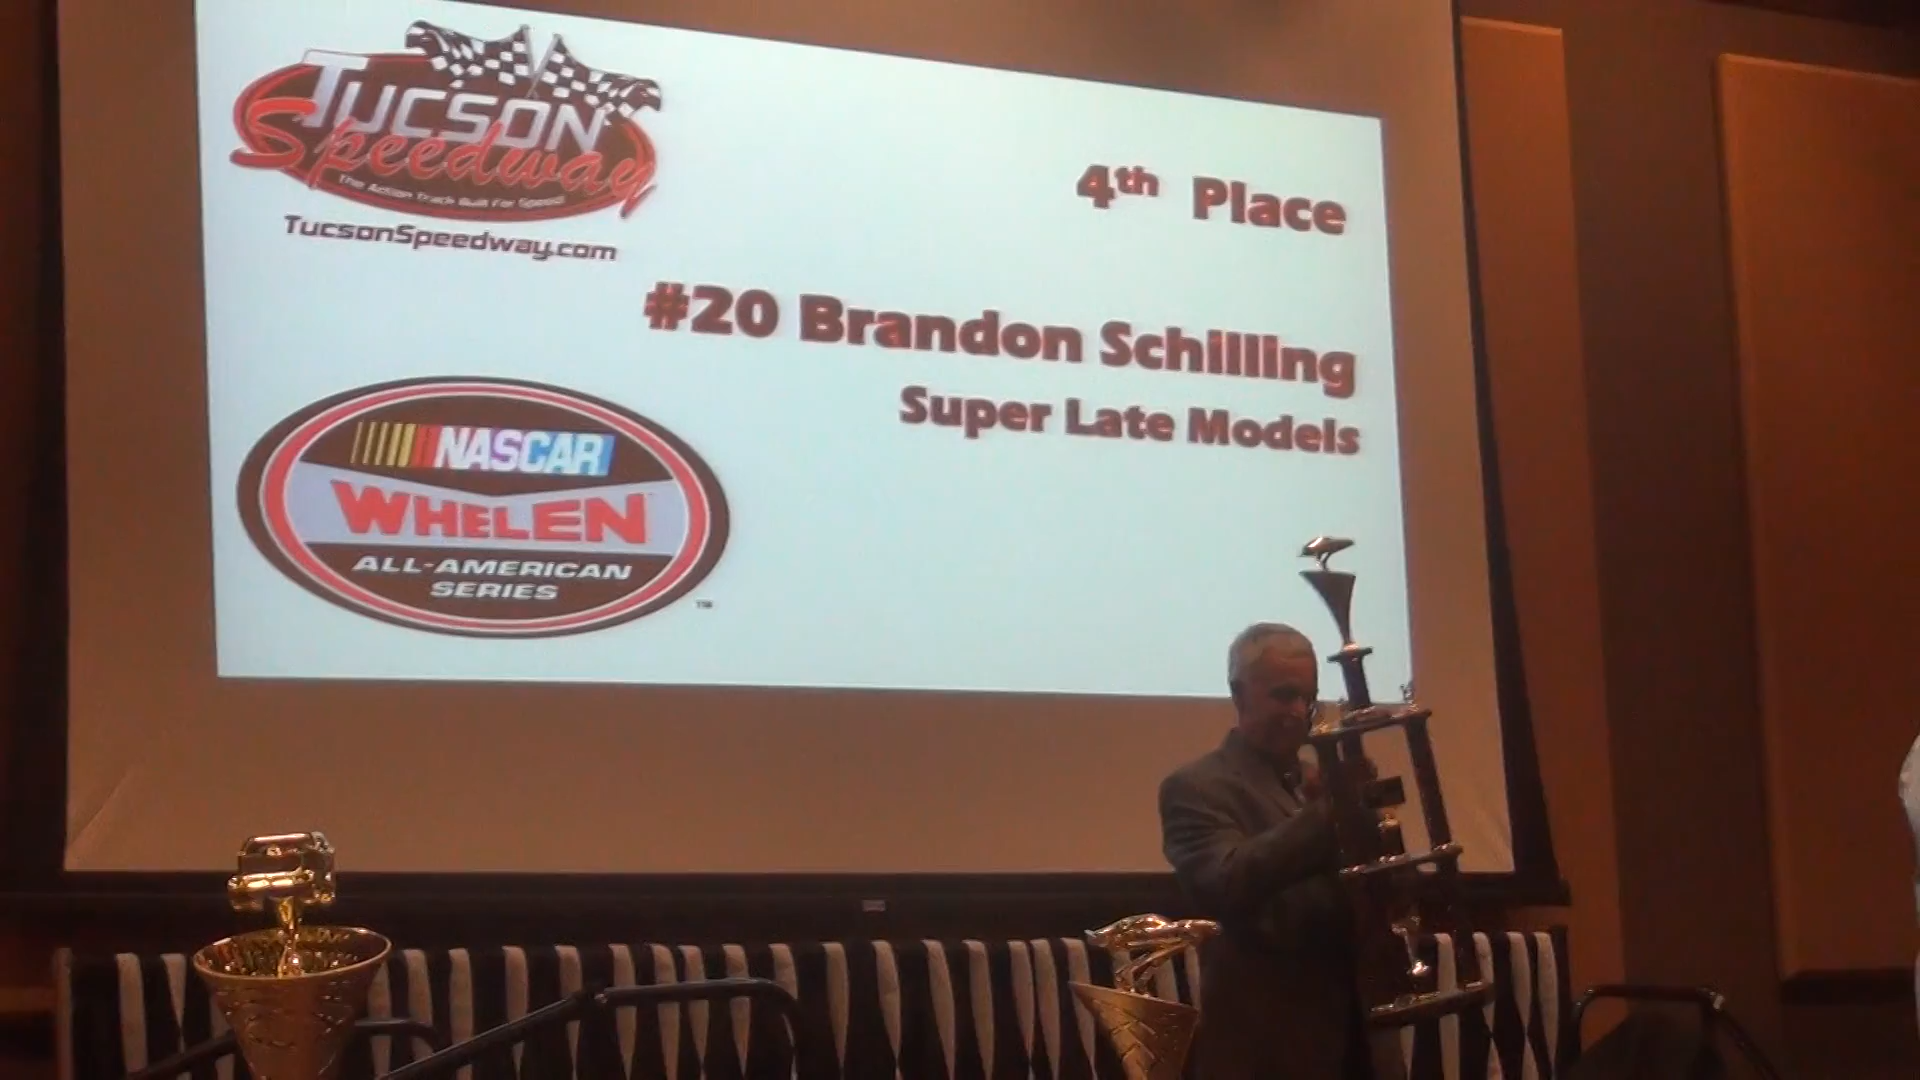 Tucson
Speedway
The Action Track Built For Speed!
TucsonSpeedway.com
4th Place
#20 Brandon Schilling
Super Late Models
NASCAR
WHELEN
ALL-AMERICAN
SERIES
TM